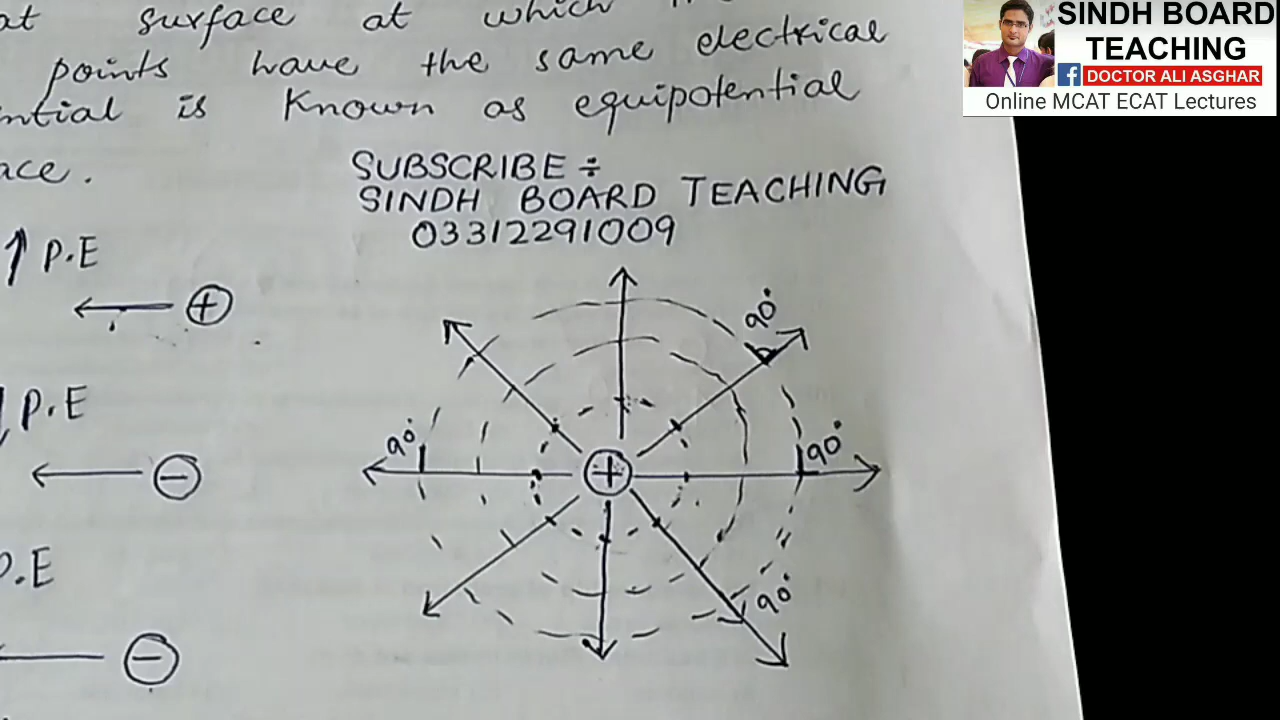 at surface at which
points have the same electrical
ntial is Known as equipotential
ace.
SUBSCRIBE ÷
SINDH BOARD TEACHING
03312291009
↑ P.E
← +
P.E
← −
P.E
−
90°
90°
90°
+
90°
SINDH BOARD
TEACHING
f DOCTOR ALI ASGHAR
Online MCAT ECAT Lectures